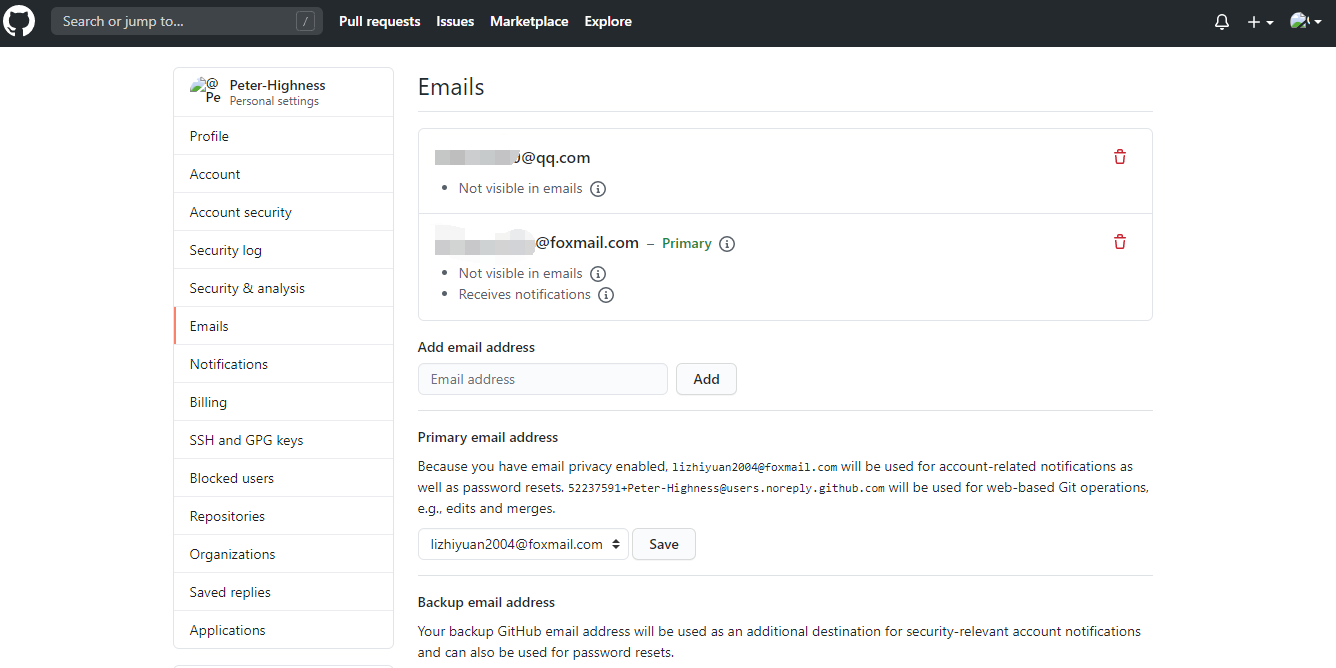 Search or jump to... /
Pull requests Issues Marketplace Explore
@
Pe
Peter-Highness
Personal settings
Profile
Account
Account security
Security log
Security & analysis
Emails
Notifications
Billing
SSH and GPG keys
Blocked users
Repositories
Organizations
Saved replies
Applications
Emails
@qq.com
• Not visible in emails
@foxmail.com – Primary
• Not visible in emails
• Receives notifications
Add email address
Email address Add
Primary email address
Because you have email privacy enabled, lizhiyuan2004@foxmail.com will be used for account-related notifications as
well as password resets. 52237591+Peter-Highness@users.noreply.github.com will be used for web-based Git operations,
e.g., edits and merges.
lizhiyuan2004@foxmail.com Save
Backup email address
Your backup GitHub email address will be used as an additional destination for security-relevant account notifications
and can also be used for password resets.